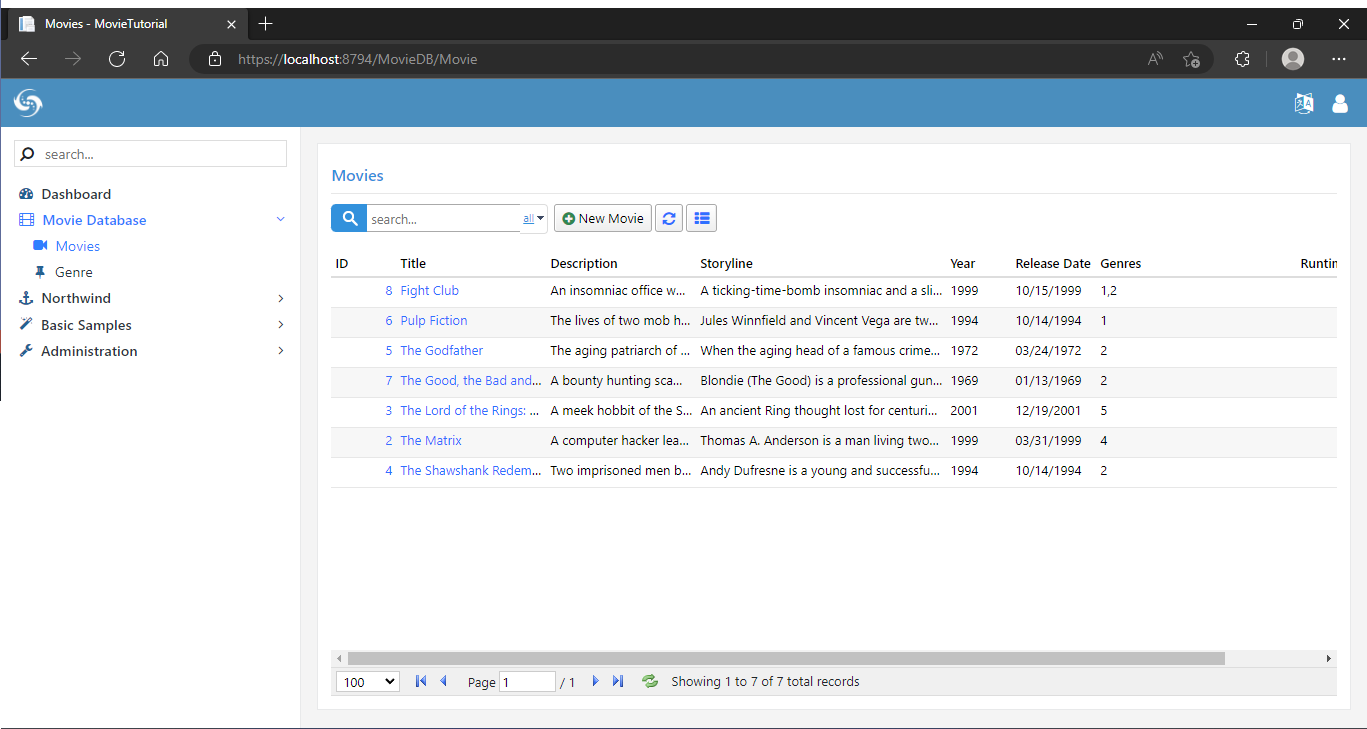 Movies - MovieTutorial
https://localhost:8794/MovieDB/Movie
search...
Dashboard
Movie Database
Movies
Genre
Northwind
Basic Samples
Administration
Movies
search... all New Movie
ID Title Description Storyline Year Release Date Genres Runtin
8 Fight Club An insomniac office w... A ticking-time-bomb insomniac and a sli... 1999 10/15/1999 1,2
6 Pulp Fiction The lives of two mob h... Jules Winnfield and Vincent Vega are tw... 1994 10/14/1994 1
5 The Godfather The aging patriarch of ... When the aging head of a famous crime... 1972 03/24/1972 2
7 The Good, the Bad and... A bounty hunting sca... Blondie (The Good) is a professional gun... 1969 01/13/1969 2
3 The Lord of the Rings: ... A meek hobbit of the S... An ancient Ring thought lost for centuri... 2001 12/19/2001 5
2 The Matrix A computer hacker lea... Thomas A. Anderson is a man living two... 1999 03/31/1999 4
4 The Shawshank Redem... Two imprisoned men b... Andy Dufresne is a young and successfu... 1994 10/14/1994 2
100 Page 1 / 1 Showing 1 to 7 of 7 total records